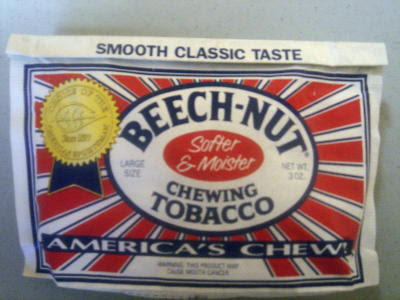 SMOOTH CLASSIC TASTE
BEECH-NUT
Softer
& Moister
LARGE
SIZE
NET WT.
3 OZ.
CHEWING
TOBACCO
AMERICA'S CHEW!
WARNING: THIS PRODUCT MAY
CAUSE MOUTH CANCER